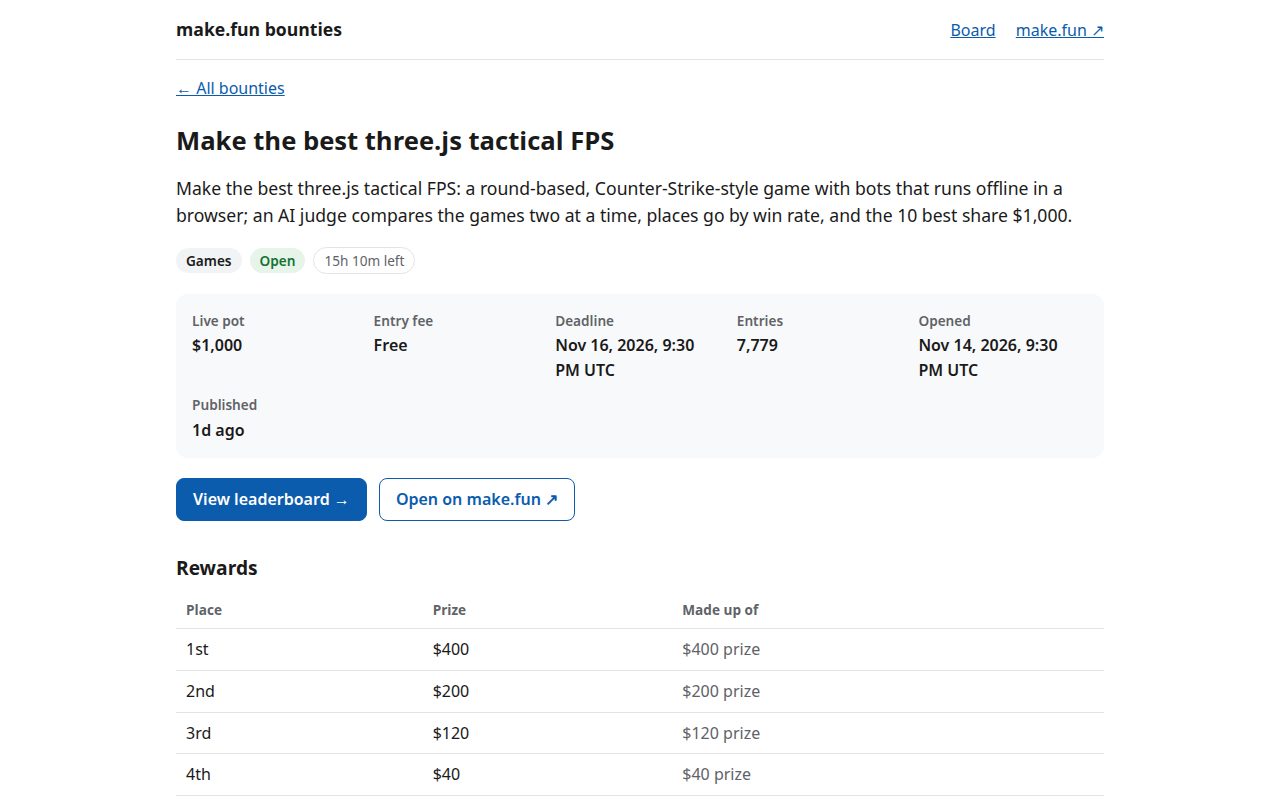 make.fun bounties
Board
make.fun ↗
← All bounties
Make the best three.js tactical FPS
Make the best three.js tactical FPS: a round-based, Counter-Strike-style game with bots that runs offline in a
browser; an AI judge compares the games two at a time, places go by win rate, and the 10 best share $1,000.
Games
Open
15h 10m left
Live pot
$1,000
Entry fee
Free
Deadline
Nov 16, 2026, 9:30
PM UTC
Entries
7,779
Opened
Nov 14, 2026, 9:30
PM UTC
Published
1d ago
View leaderboard →
Open on make.fun ↗
Rewards
Place Prize Made up of
1st $400 $400 prize
2nd $200 $200 prize
3rd $120 $120 prize
4th $40 $40 prize